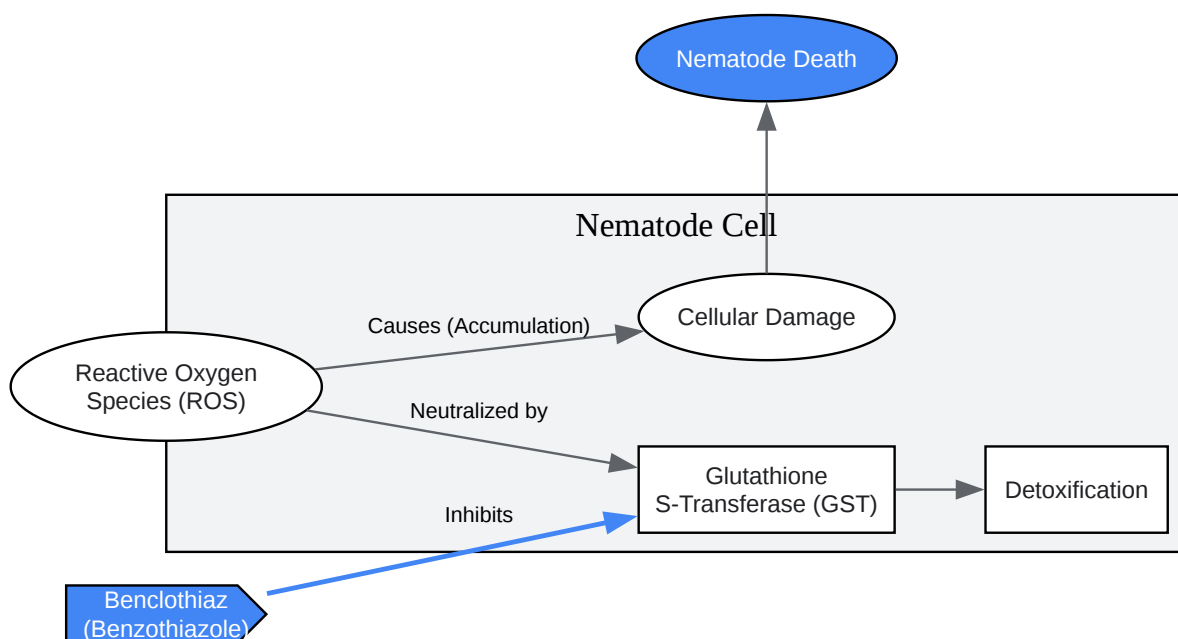 Nematode Death
Nematode Cell
Causes (Accumulation)
Cellular Damage
Reactive Oxygen
Species (ROS)
Neutralized by
Glutathione
S-Transferase (GST)
Detoxification
Inhibits
Benclothiaz
(Benzothiazole)